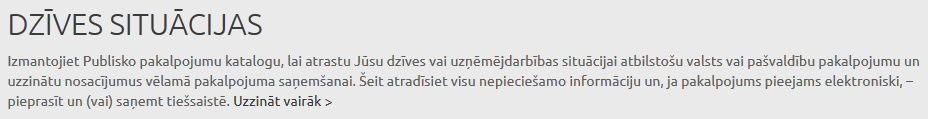 DZĪVES SITUĀCIJAS
Izmantojiet Publisko pakalpojumu katalogu, lai atrastu Jūsu dzīves vai uzņēmējdarbības situācijai atbilstošu valsts vai pašvaldību pakalpojumu un
uzzinātu nosacījumus vēlamā pakalpojuma saņemšanai. Šeit atradīsiet visu nepieciešamo informāciju un, ja pakalpojums pieejams elektroniski, –
pieprasīt un (vai) saņemt tiešsaistē. Uzzināt vairāk >